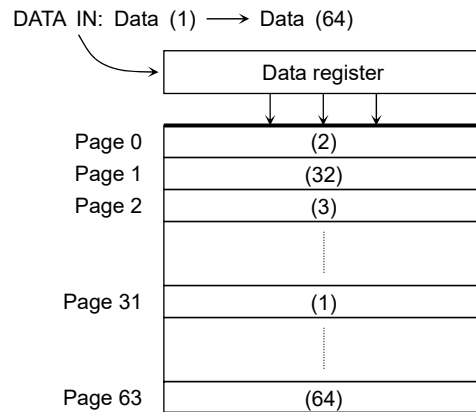 DATA IN: Data (1) → Data (64)
Data register
Page 0 (2)
Page 1 (32)
Page 2 (3)
Page 31 (1)
Page 63 (64)